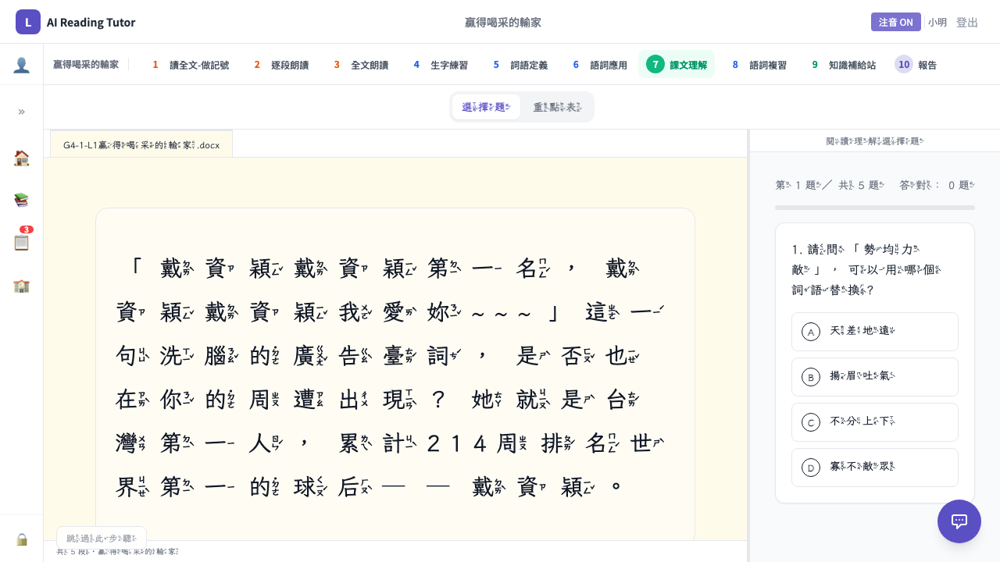 L AI Reading Tutor
贏得喝采的輸家
注音 ON
小明
登出
贏得喝采的輸家
1 讀全文-做記號
2 逐段朗讀
3 全文朗讀
4 生字練習
5 詞語定義
6 語詞應用
7 課文理解
8 語詞複習
9 知識補給站
10 報告
»
3
選擇題
重點表
G4-1-L1贏得喝采的輸家.docx
「戴資穎戴資穎第一名，戴
資穎戴資穎我愛妳~~~」這一
句洗腦的廣告臺詞，是否也
在你的周遭出現？她就是台
灣第一人，累計214周排名世
界第一的球后——戴資穎。
跳過此步驟
共 5 段·贏得喝采的輸家
閱讀理解選擇題
第 1 題／共 5 題 答對： 0 題
1. 請問「勢均力
敵」，可以用哪個
詞語替換?
A 天差地遠
B 揚眉吐氣
C 不分上下
D 寡不敵眾